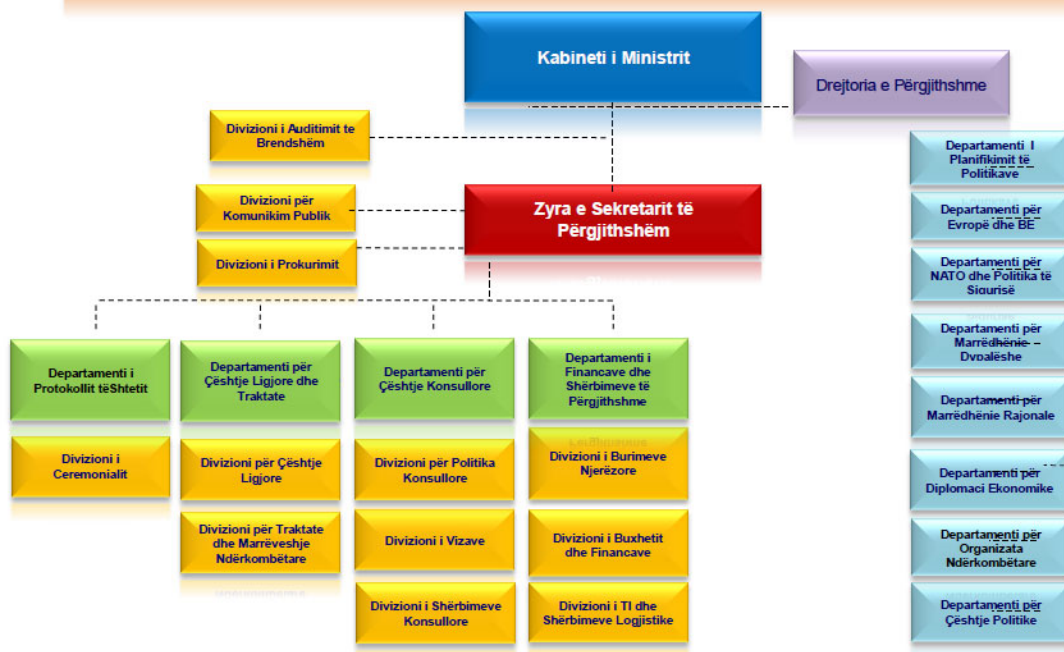 Kabineti i Ministrit
Drejtoria e Përgjithshme
Divizioni i Auditimit te
Brendshëm
Divizioni për
Komunikim Publik
Divizioni i Prokurimit
Zyra e Sekretarit të
Përgjithshëm
Departamenti i
Protokollit tëShtetit
Divizioni i
Ceremonialit
Departamenti për
Çështje Ligjore dhe
Traktate
Divizioni për Çështje
Ligjore
Divizioni për Traktate
dhe Marrëveshje
Ndërkombëtare
Departamenti për
Çështje Konsullore
Divizioni për Politika
Konsullore
Divizioni i Vizave
Divizioni i Shërbimeve
Konsullore
Departamenti i
Financave dhe
Shërbimeve të
Përgjithshme
Divizioni i Burimeve
Njerëzore
Divizioni i Buxhetit
dhe Financave
Divizioni i TI dhe
Shërbimeve Logjistike
Departamenti I
Planifikimit të
Politikave
Departamenti për
Evropë dhe BE
Departamenti për
NATO dhe Politika të
Sigurisë
Departamenti për
Marrëdhënie
Dypalëshe
Departamenti për
Marrëdhënie Rajonale
Departamenti për
Diplomaci Ekonomike
Departamenti për
Organizata
Ndërkombëtare
Departamenti për
Çështje Politike